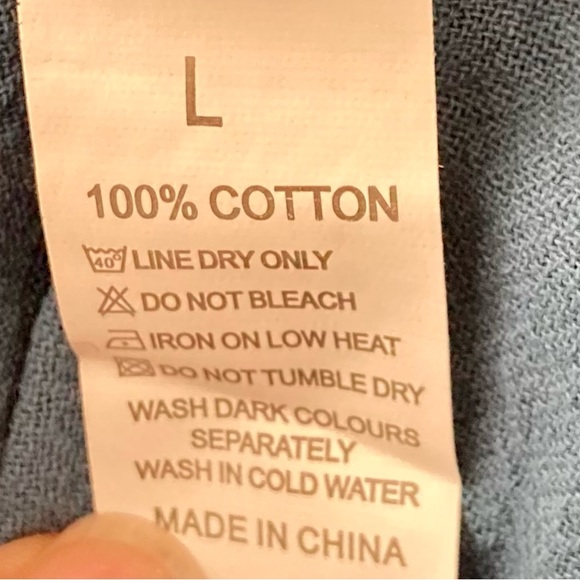 L
100% COTTON
40° LINE DRY ONLY
DO NOT BLEACH
IRON ON LOW HEAT
DO NOT TUMBLE DRY
WASH DARK COLOURS
SEPARATELY
WASH IN COLD WATER
MADE IN CHINA